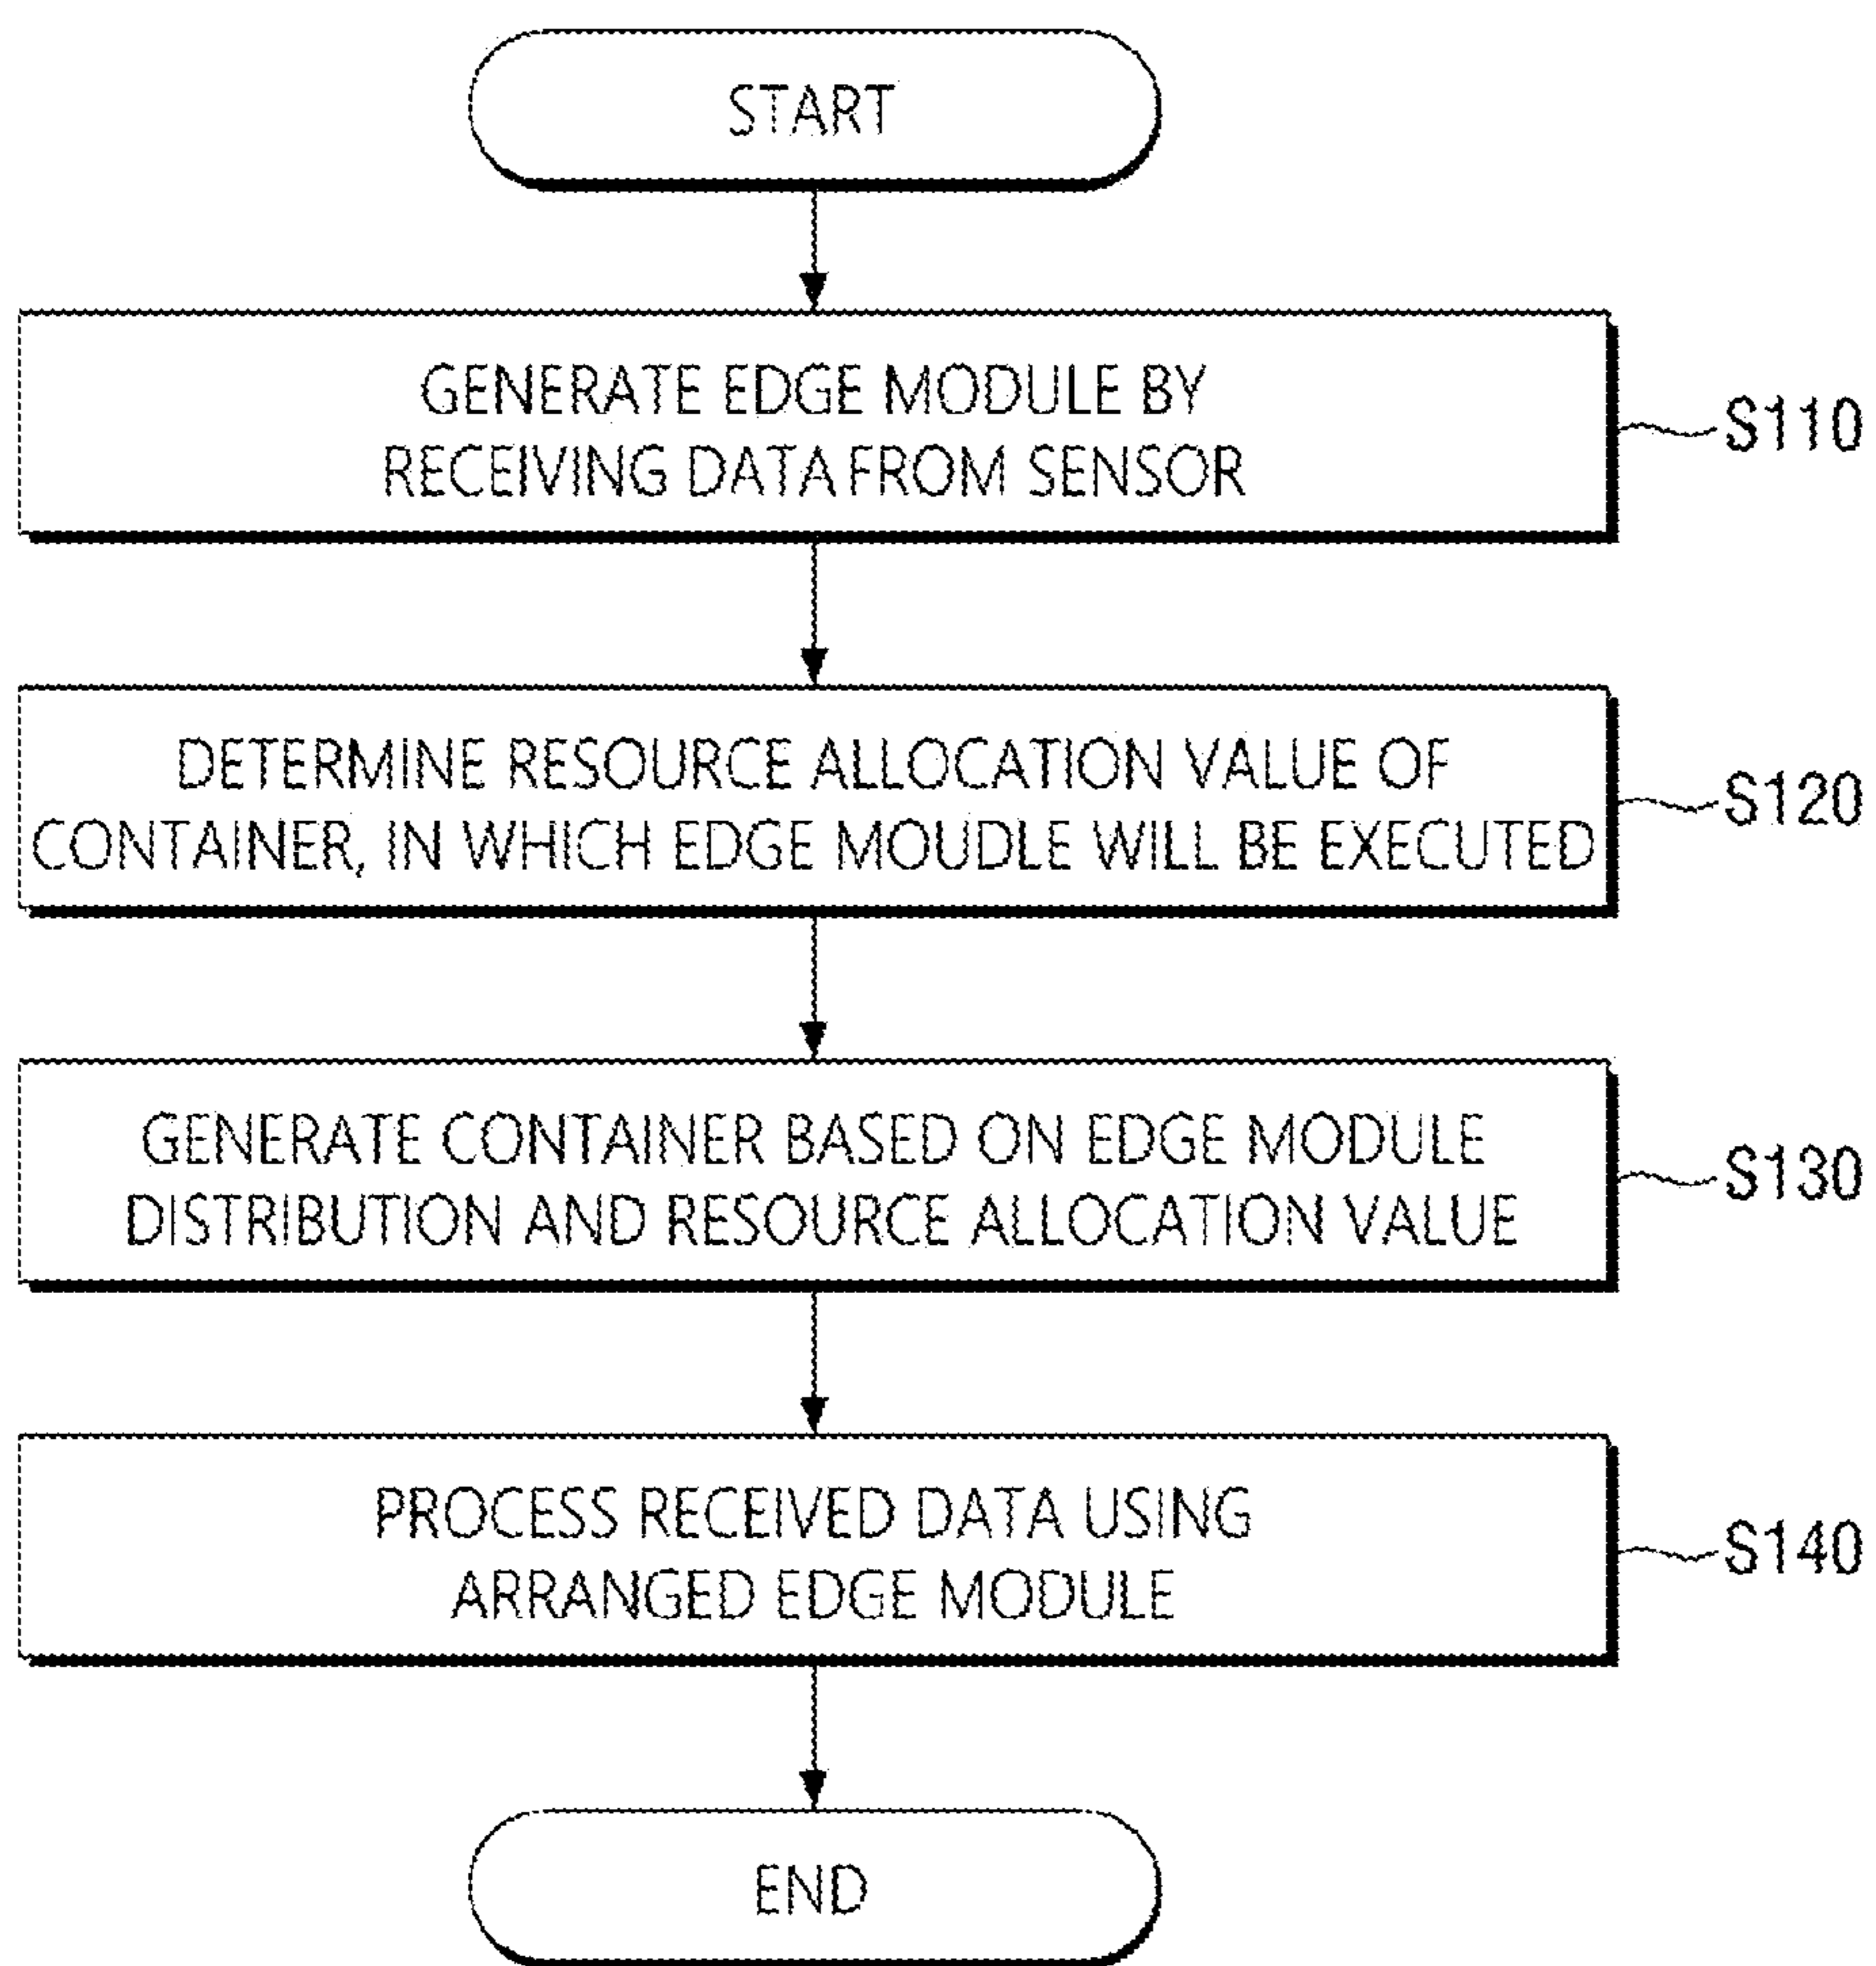 START
GENERATE EDGE MODULE BY
RECEIVING DATA FROM SENSOR
S110
DETERMINE RESOURCE ALLOCATION VALUE OF
CONTAINER, IN WHICH EDGE MOUDLE WILL BE EXECUTED
S120
GENERATE CONTAINER BASED ON EDGE MODULE
DISTRIBUTION AND RESOURCE ALLOCATION VALUE
S130
PROCESS RECEIVED DATA USING
ARRANGED EDGE MODULE
S140
END